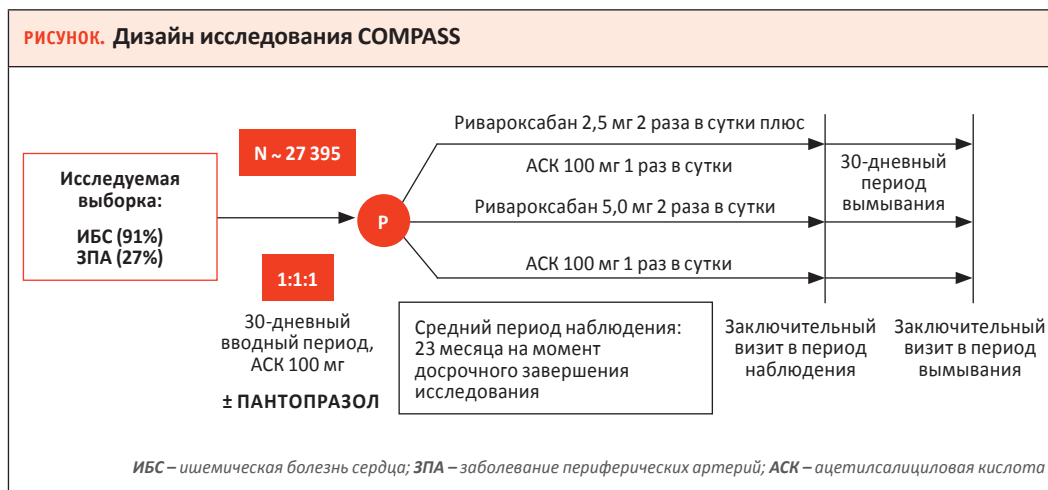 РИСУНОК. Дизайн исследования COMPASS
Исследуемая
выборка:
ИБС (91%)
ЗПА (27%)
N ~ 27 395
1:1:1
30-дневный
вводный период,
АСК 100 мг
± ПАНТОПРАЗОЛ
Р
Ривароксабан 2,5 мг 2 раза в сутки плюс
АСК 100 мг 1 раз в сутки
Ривароксабан 5,0 мг 2 раза в сутки
АСК 100 мг 1 раз в сутки
30-дневный
период
вымывания
Средний период наблюдения:
23 месяца на момент
досрочного завершения
исследования
Заключительный
визит в период
наблюдения
Заключительный
визит в период
вымывания
ИБС – ишемическая болезнь сердца; ЗПА – заболевание периферических артерий; АСК – ацетилсалициловая кислота